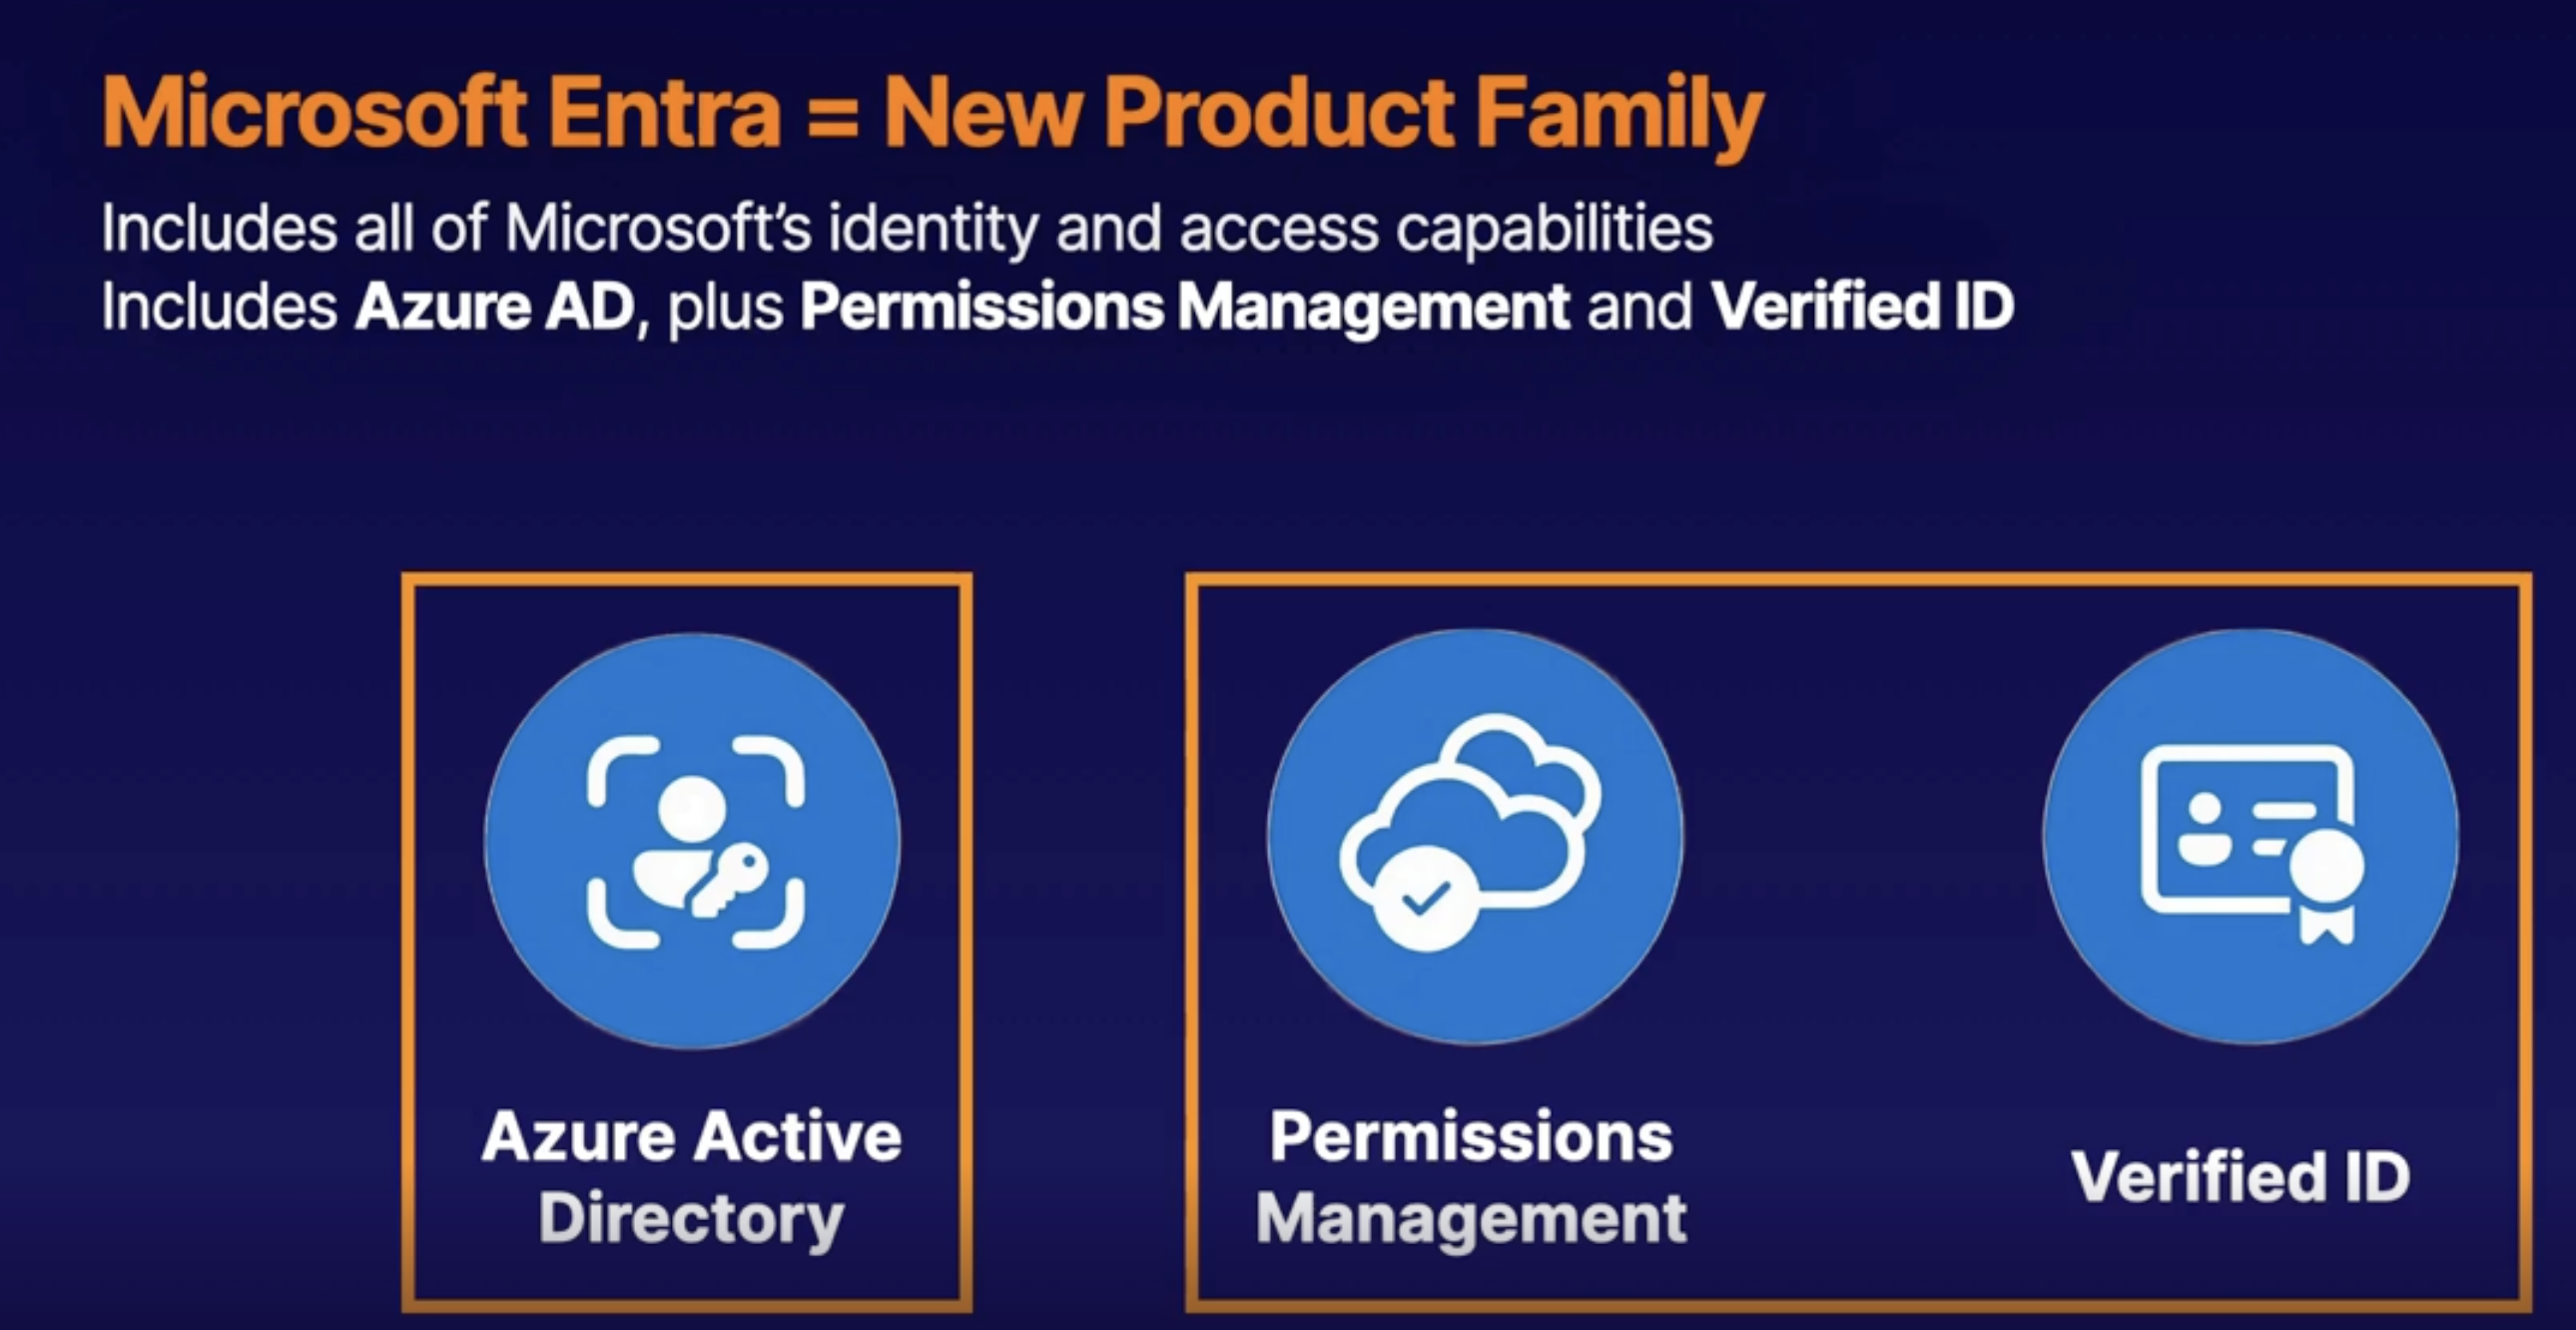 Microsoft Entra = New Product Family
Includes all of Microsoft’s identity and access capabilities
Includes Azure AD, plus Permissions Management and Verified ID
Azure Active
Directory
Permissions
Management
Verified ID